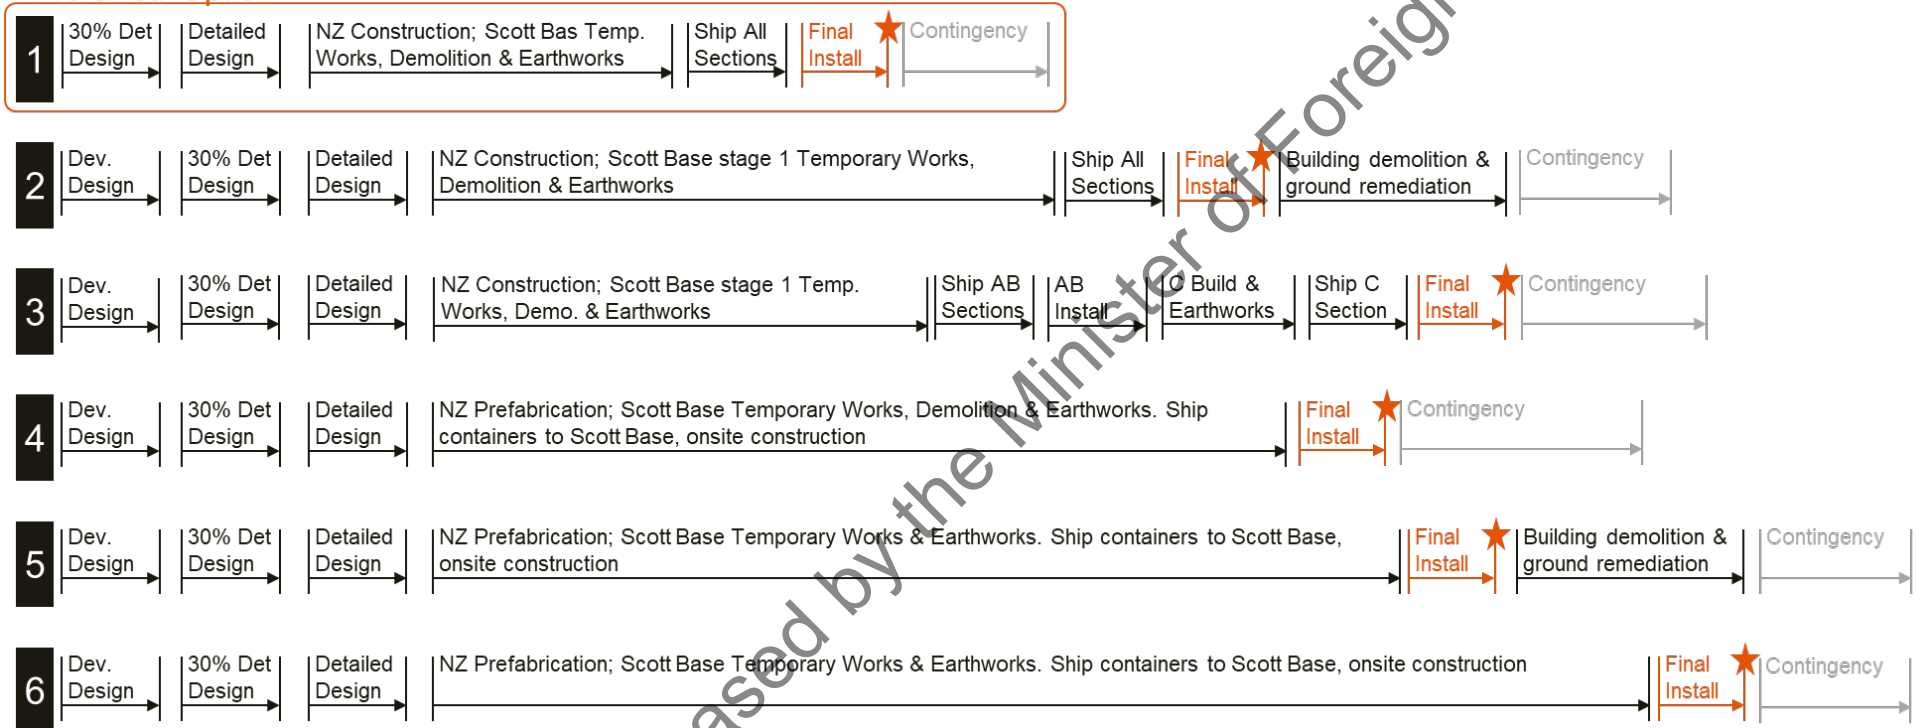 1
30% Det
Design
Detailed
Design
NZ Construction; Scott Bas Temp.
Works, Demolition & Earthworks
Ship All
Sections
Final
Install
Contingency
2
Dev.
Design
30% Det
Design
Detailed
Design
NZ Construction; Scott Base stage 1 Temporary Works,
Demolition & Earthworks
Ship All
Sections
Final
Install
Building demolition &
ground remediation
Contingency
3
Dev.
Design
30% Det
Design
Detailed
Design
NZ Construction; Scott Base stage 1 Temp.
Works, Demo. & Earthworks
Ship AB
Sections
AB
Install
C Build &
Earthworks
Ship C
Section
Final
Install
Contingency
4
Dev.
Design
30% Det
Design
Detailed
Design
NZ Prefabrication; Scott Base Temporary Works, Demolition & Earthworks. Ship
containers to Scott Base, onsite construction
Final
Install
Contingency
5
Dev.
Design
30% Det
Design
Detailed
Design
NZ Prefabrication; Scott Base Temporary Works & Earthworks. Ship containers to Scott Base,
onsite construction
Final
Install
Building demolition &
ground remediation
Contingency
6
Dev.
Design
30% Det
Design
Detailed
Design
NZ Prefabrication; Scott Base Temporary Works & Earthworks. Ship containers to Scott Base, onsite construction
Final
Install
Contingency
ased by the Minister of Foreig